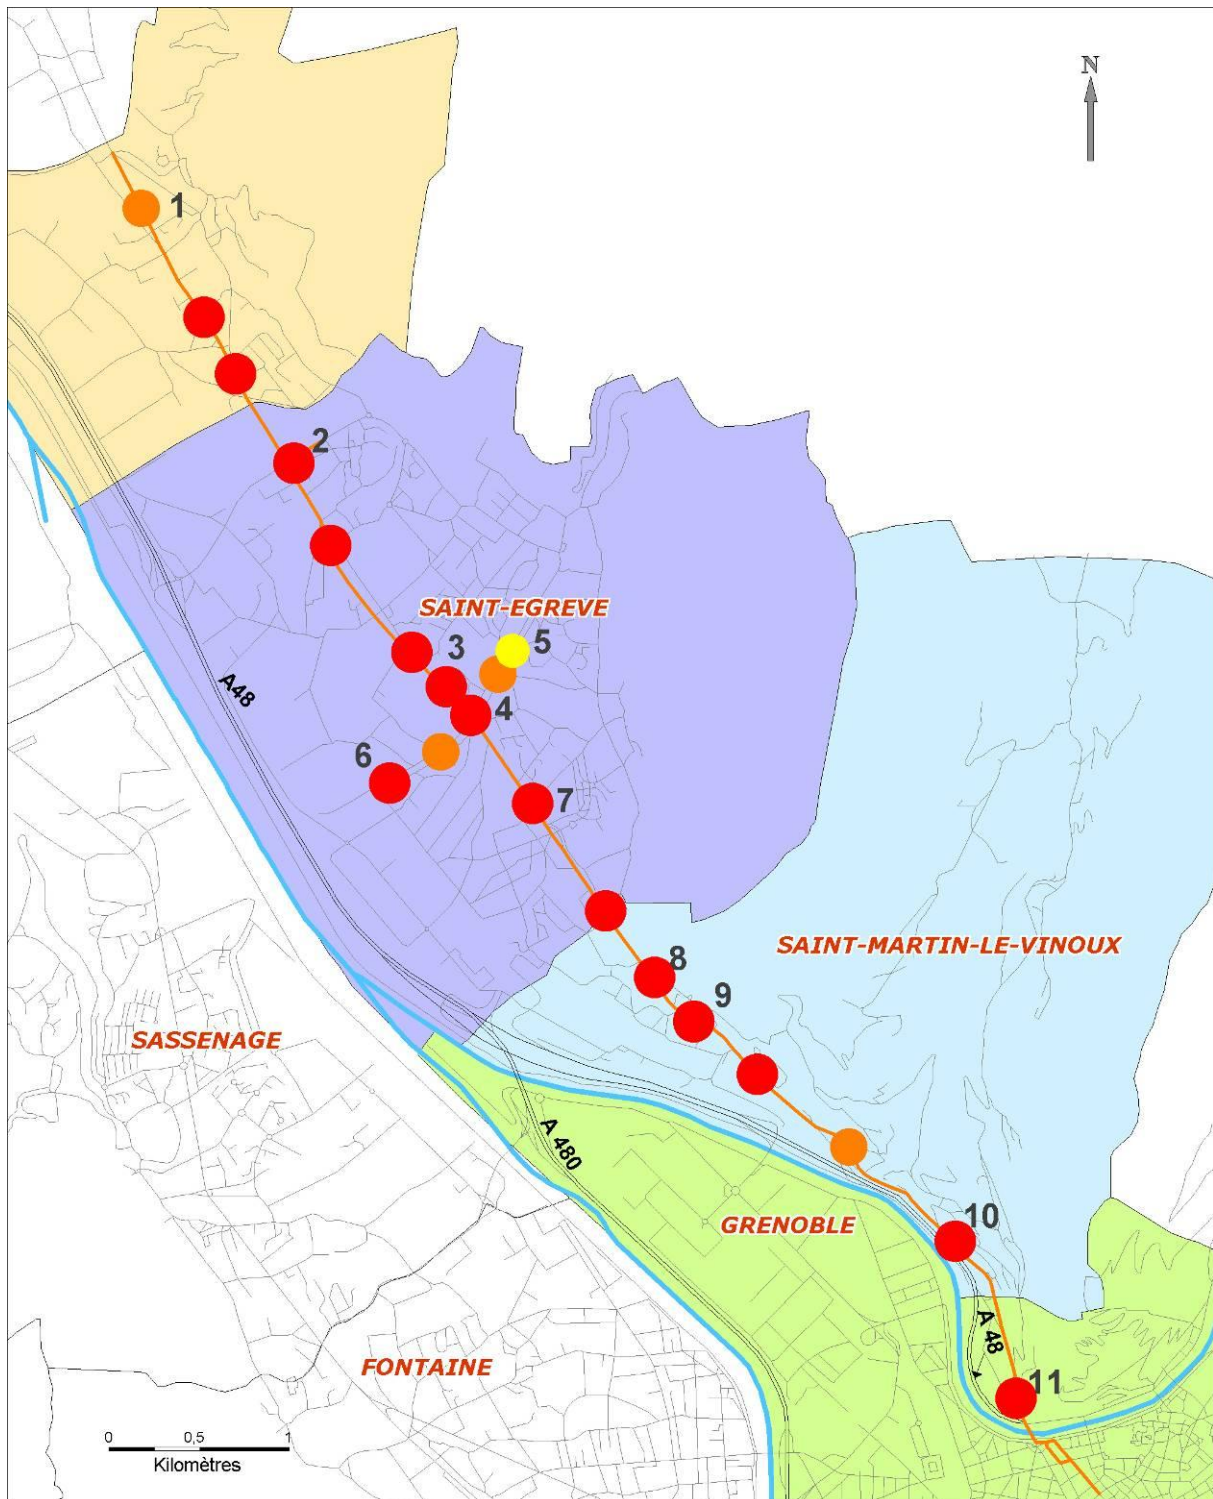 N
1
2
SAINT-EGREVE
3
5
A48
4
6
7
SAINT-MARTIN-LE-VINOUX
8
9
SASSENAGE
A 480
GRENOBLE
10
A 48
FONTAINE
11
0 0,5 1
Kilomètres